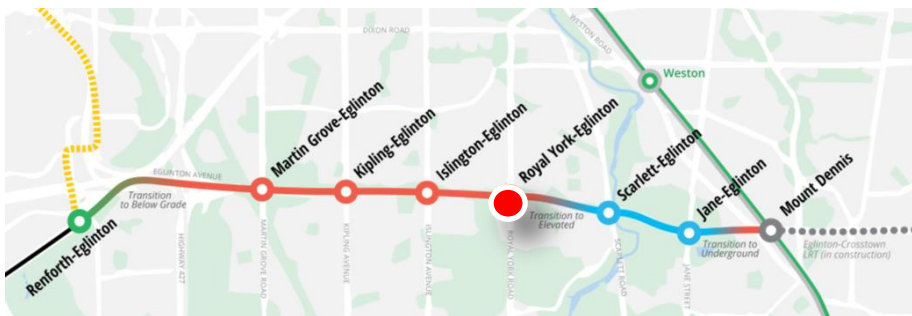 DIXON ROAD
WESTON ROAD
Weston
Martin Grove-Eglinton
Kipling-Eglinton
Islington-Eglinton
Royal York-Eglinton
Scarlett-Eglinton
Jane-Eglinton
Mount Dennis
EGLINTON AVENUE
Transition
to Below Grade
Transition to
Elevated
Transition to
Underground
Eglinton-Crosstown
LRT (in construction)
Renforth-Eglinton
HIGHWAY 427
MARTIN GROVE ROAD
KIPLING AVENUE
ISLINGTON AVENUE
ROYAL YORK ROAD
SCARLETT ROAD
JANE STREET